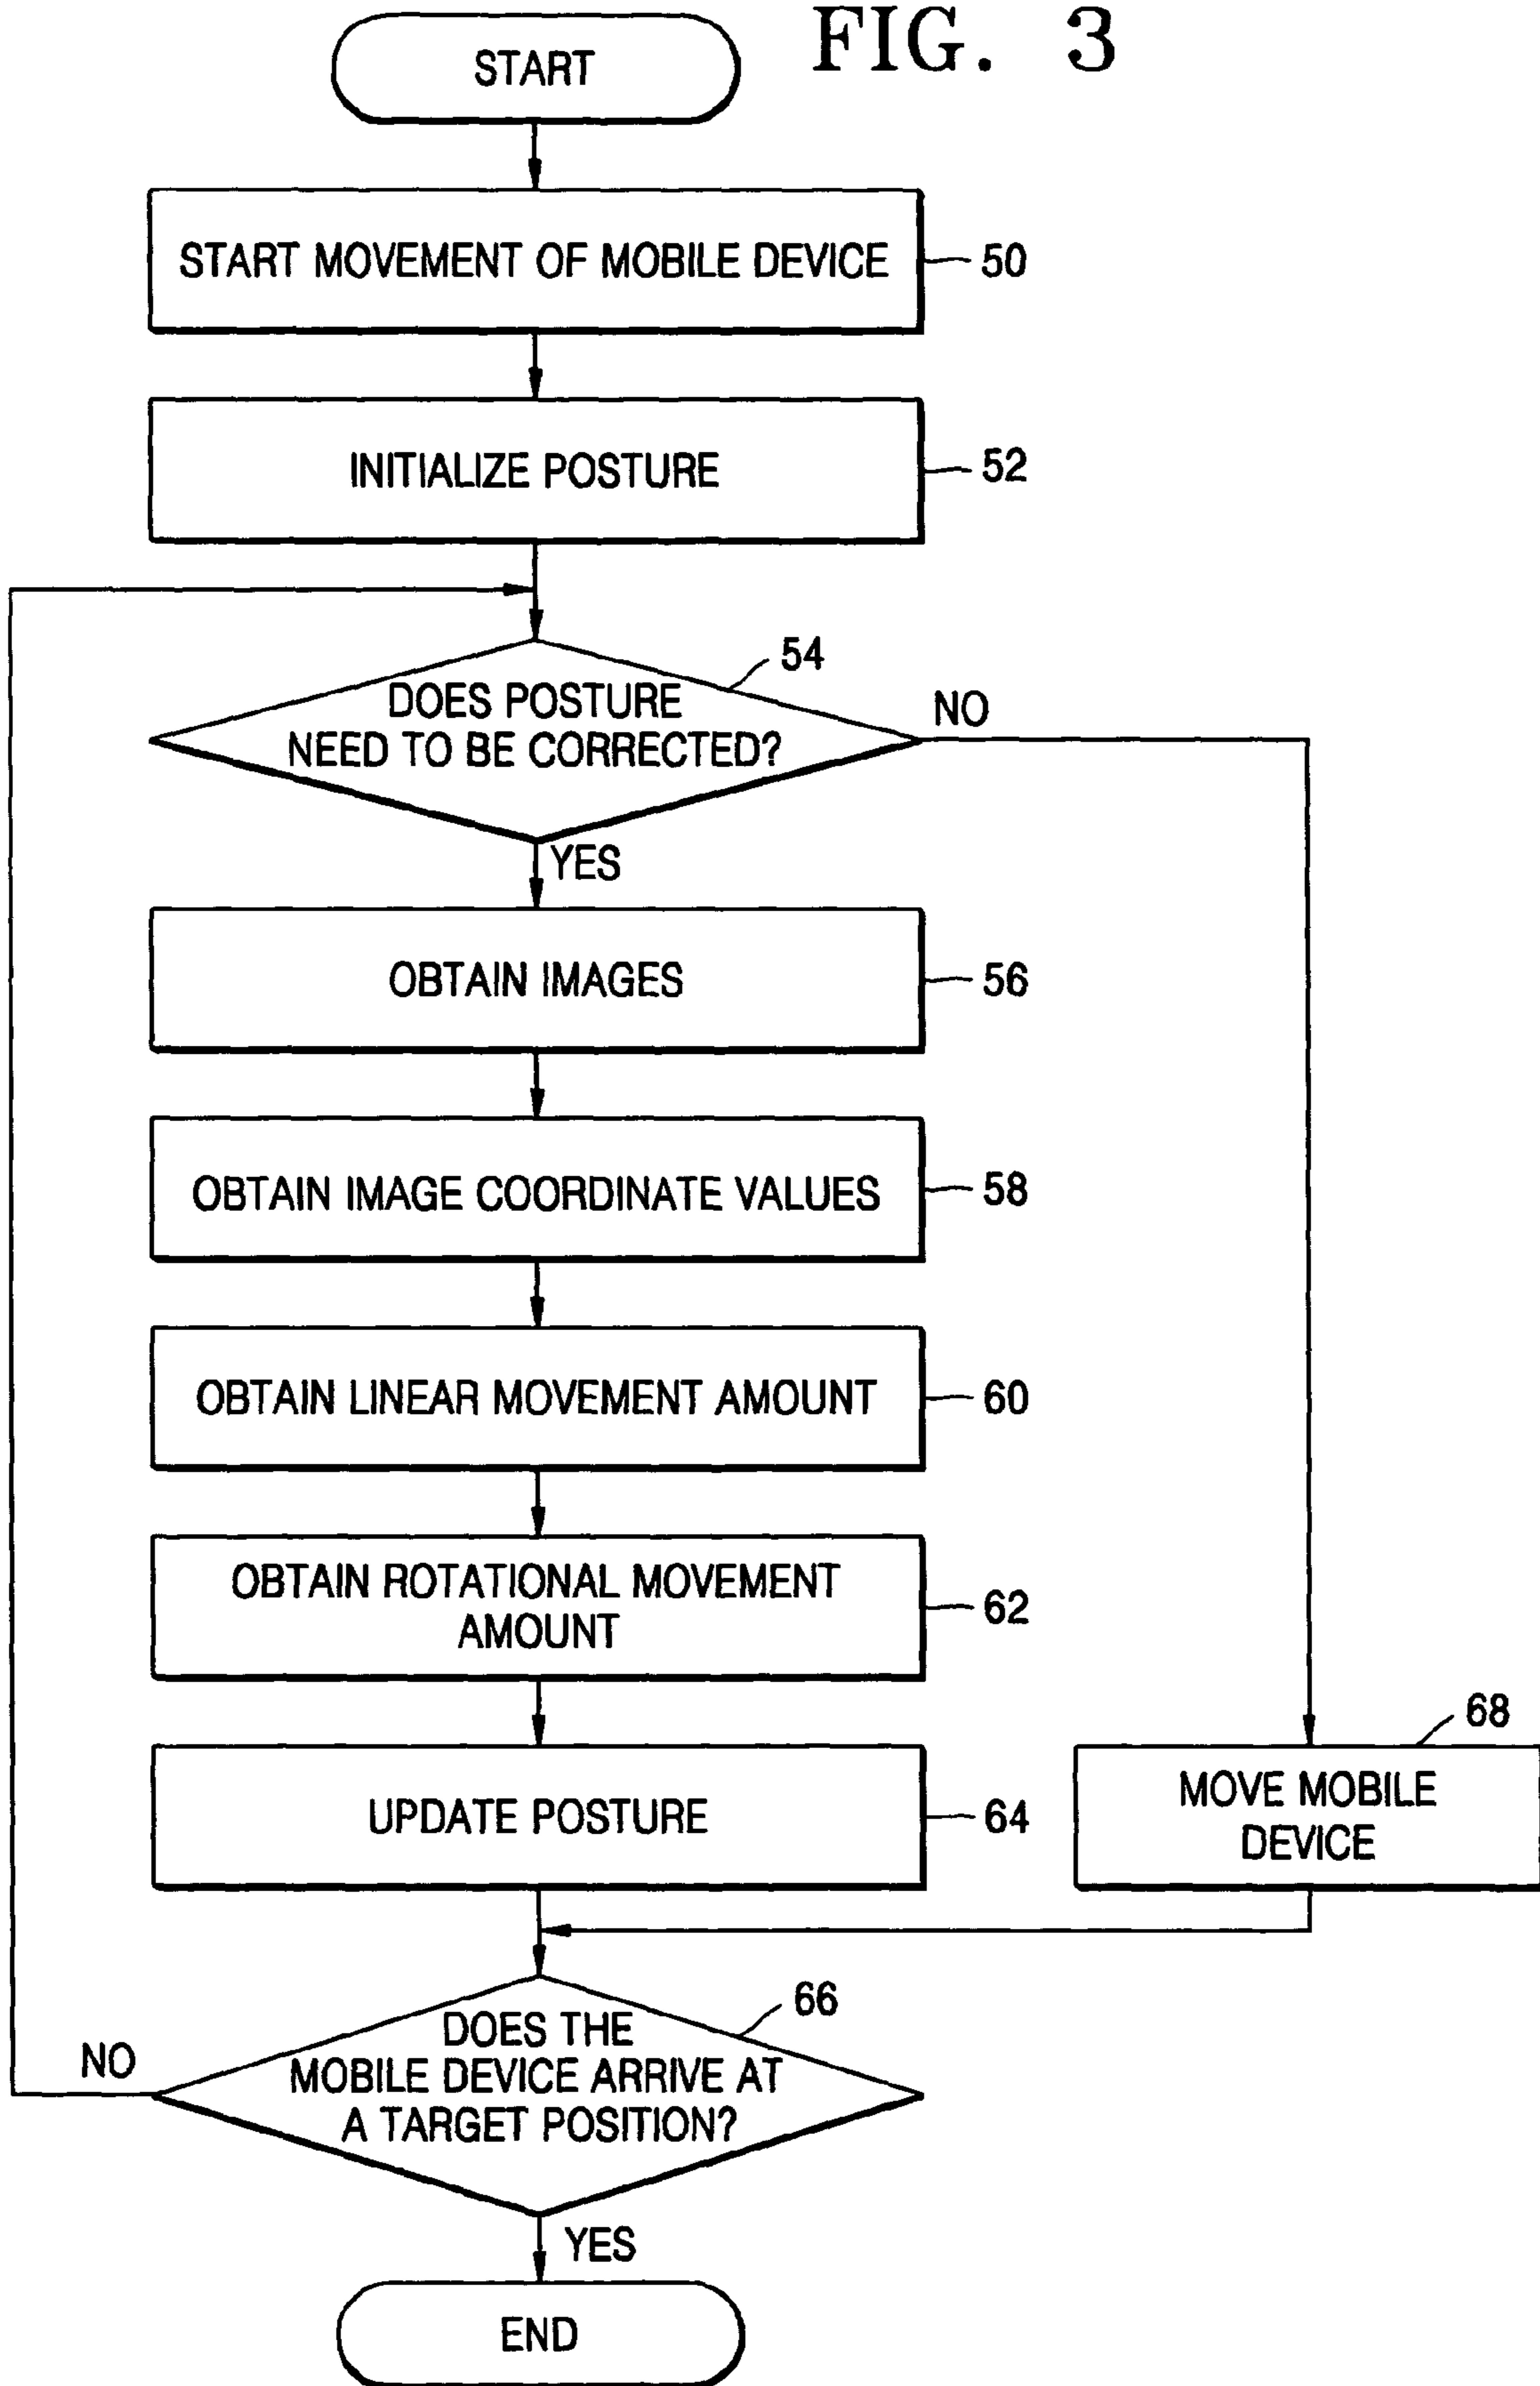 FIG. 3
START
START MOVEMENT OF MOBILE DEVICE
50
INITIALIZE POSTURE
52
54
DOES POSTURE
NEED TO BE CORRECTED?
NO
YES
OBTAIN IMAGES
56
OBTAIN IMAGE COORDINATE VALUES
58
OBTAIN LINEAR MOVEMENT AMOUNT
60
OBTAIN ROTATIONAL MOVEMENT
AMOUNT
62
UPDATE POSTURE
64
68
MOVE MOBILE
DEVICE
66
DOES THE
MOBILE DEVICE ARRIVE AT
A TARGET POSITION?
NO
YES
END